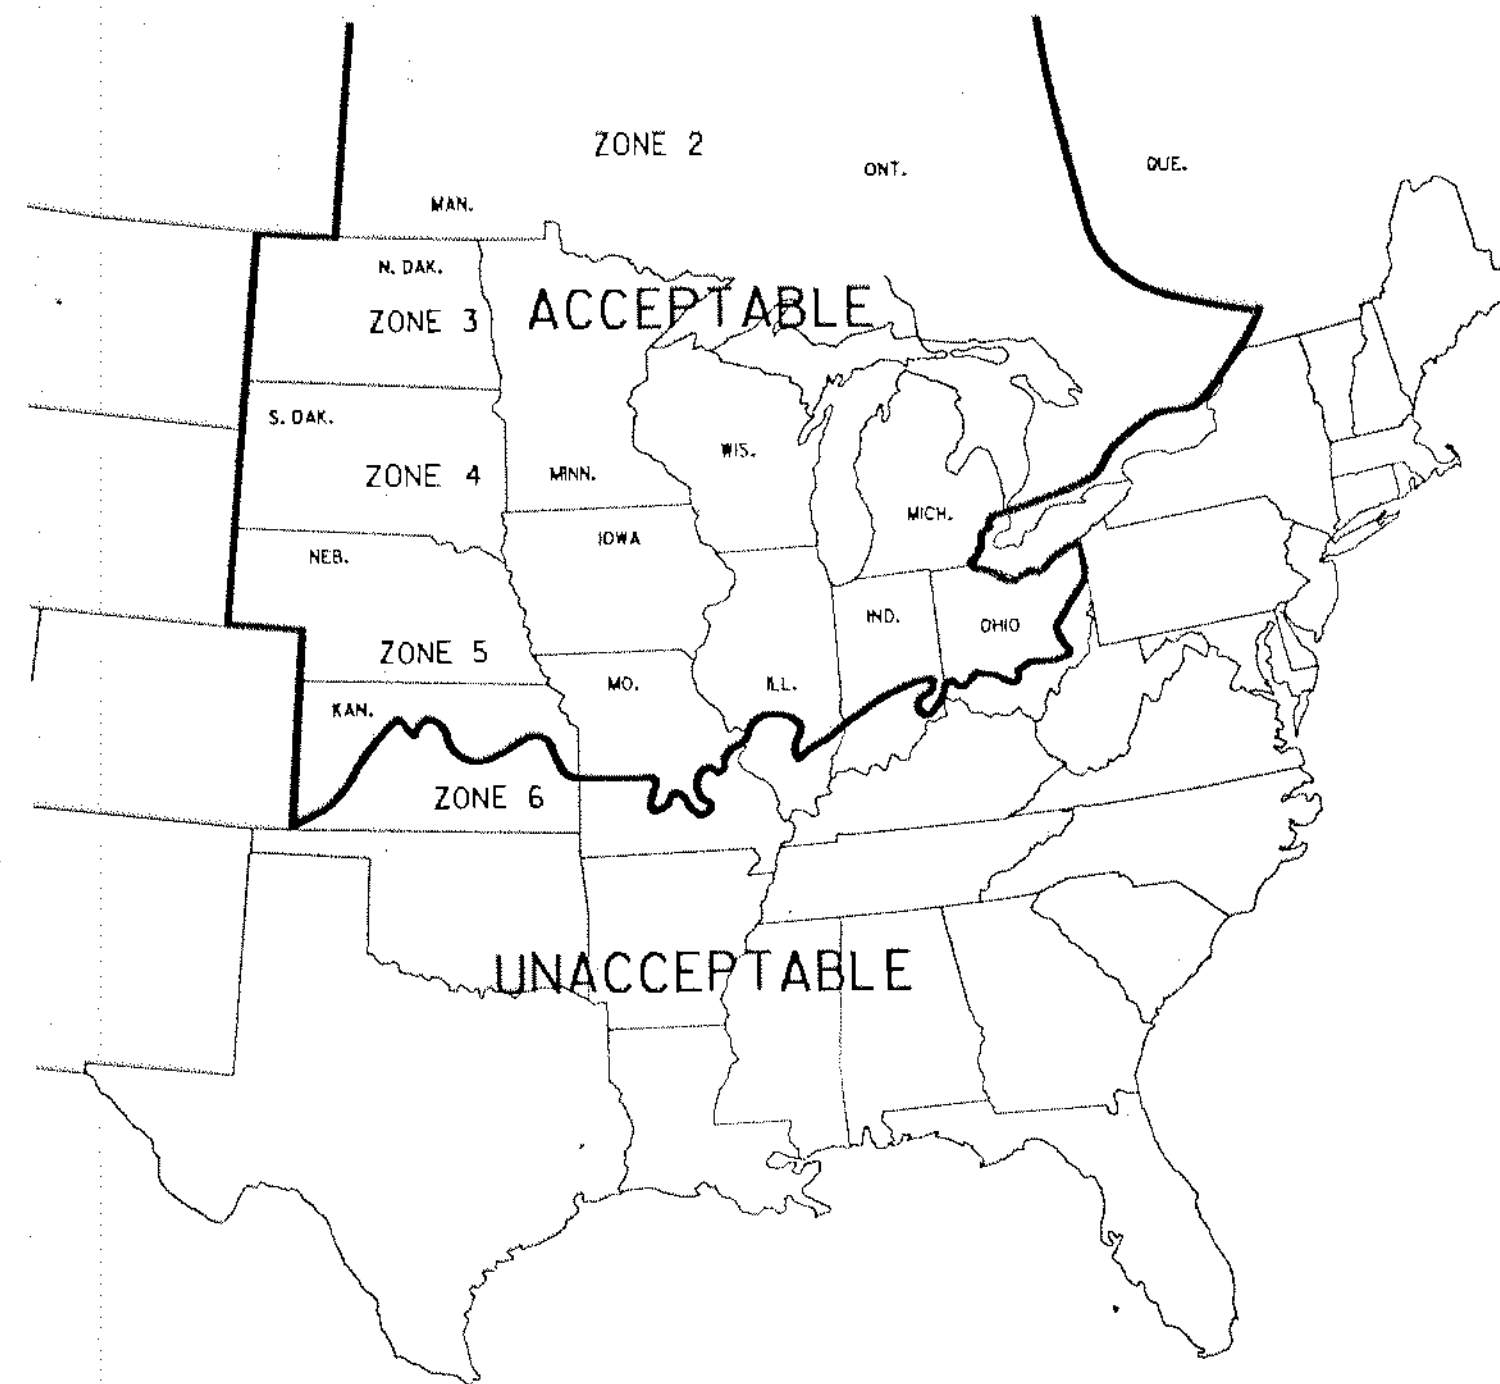 ZONE 2
ONT.
QUE.
MAN.
N. DAK.
ACCEPTABLE
ZONE 3
S. DAK.
WIS.
ZONE 4
MINN.
MICH.
IOWA
NEB.
IND.
OHIO
ZONE 5
MO.
ILL.
KAN.
ZONE 6
UNACCEPTABLE